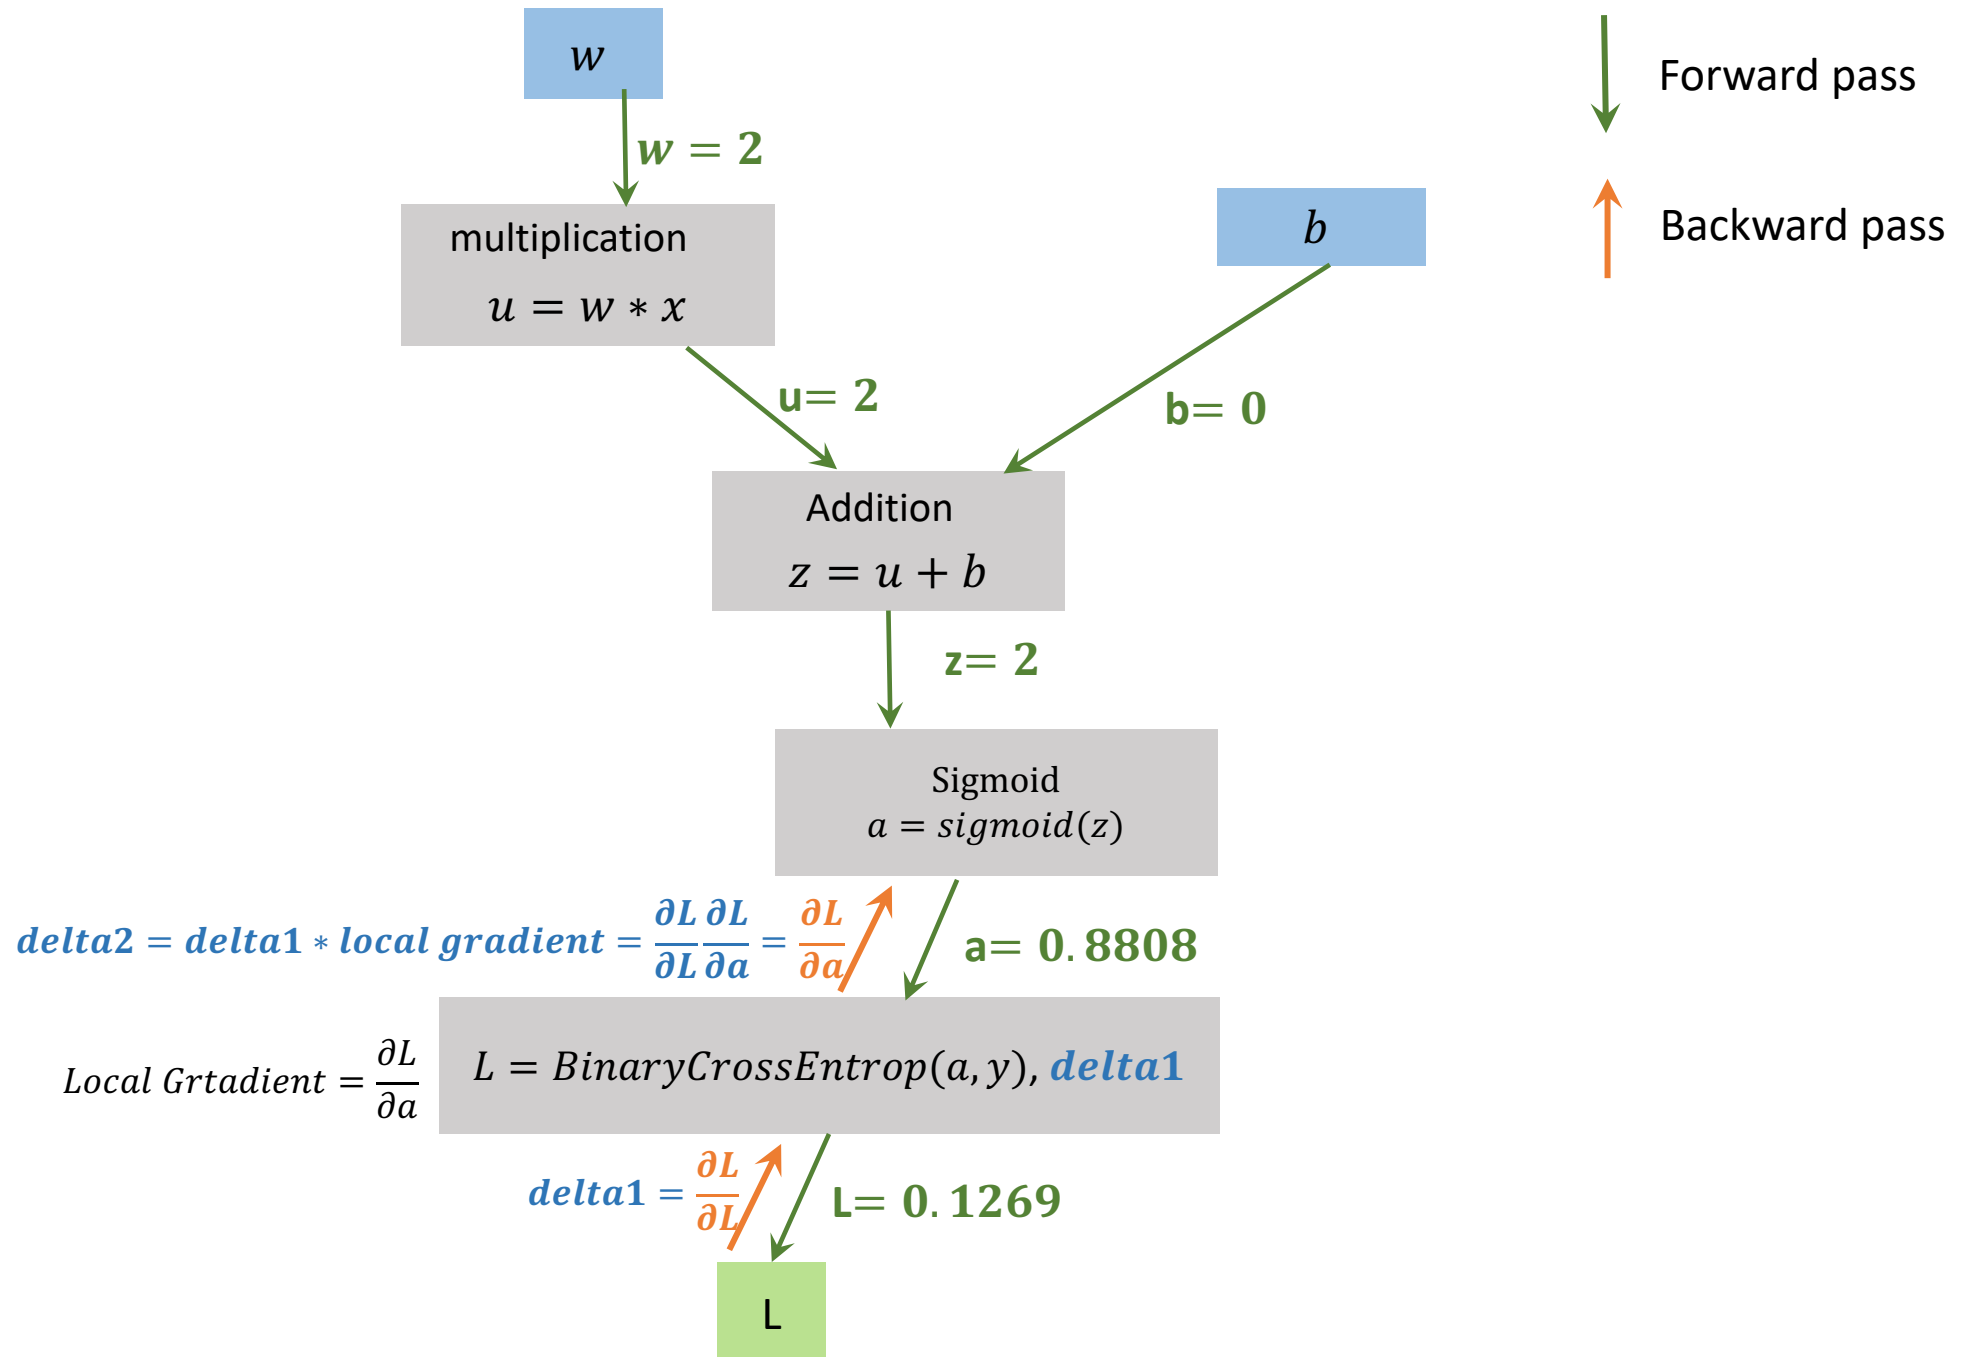 w
w = 2
Forward pass
Backward pass
multiplication
u = w * x
b
u= 2
b= 0
Addition
z = u + b
z= 2
Sigmoid
a = sigmoid(z)
delta2 = delta1 * local gradient = ∂L/∂L ∂L/∂a = ∂L/∂a
a= 0.8808
Local Grtadient = ∂L/∂a
L = BinaryCrossEntrop(a, y), delta1
delta1 = ∂L/∂L
L= 0.1269
L